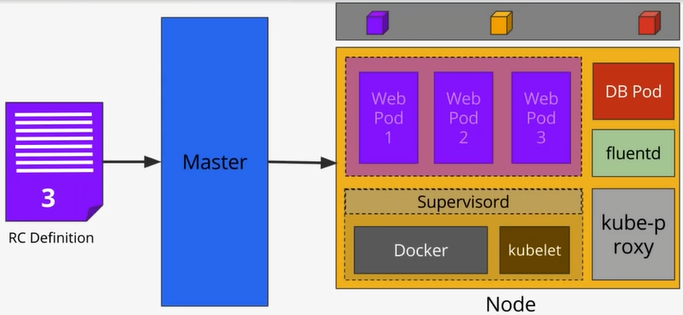 3
RC Definition
Master
Web
Pod
1
Web
Pod
2
Web
Pod
3
DB Pod
fluentd
Supervisord
Docker
kubelet
kube-p
roxy
Node